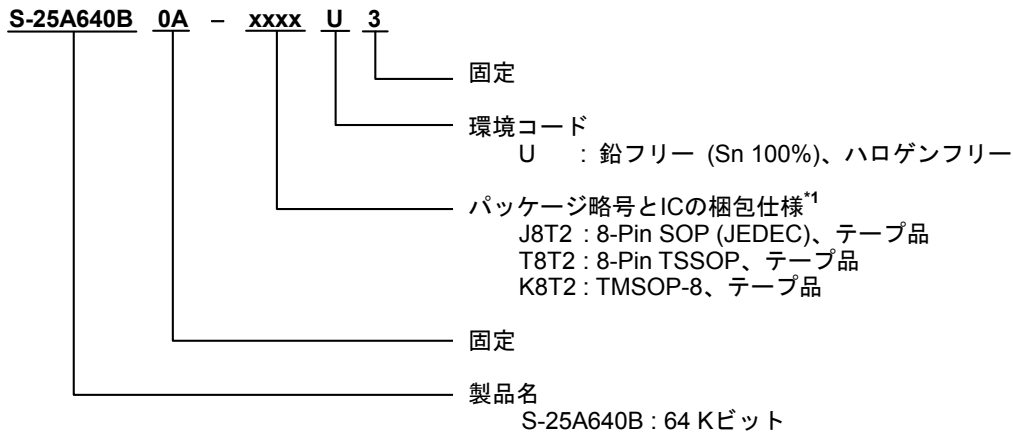 S-25A640B 0A – xxxx U 3
固定
環境コード
U : 鉛フリー (Sn 100%)、ハロゲンフリー
パッケージ略号とICの梱包仕様*1
J8T2 : 8-Pin SOP (JEDEC)、テープ品
T8T2 : 8-Pin TSSOP、テープ品
K8T2 : TMSOP-8、テープ品
固定
製品名
S-25A640B : 64 Kビット